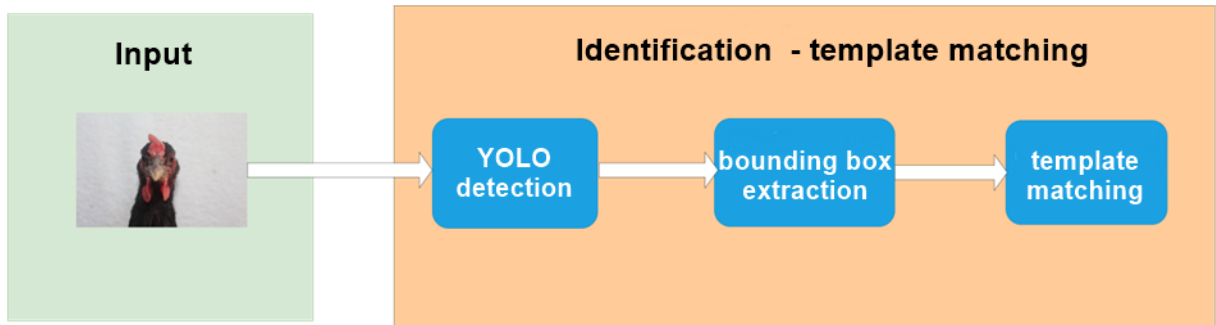 Input
Identification - template matching
YOLO
detection
bounding box
extraction
template
matching